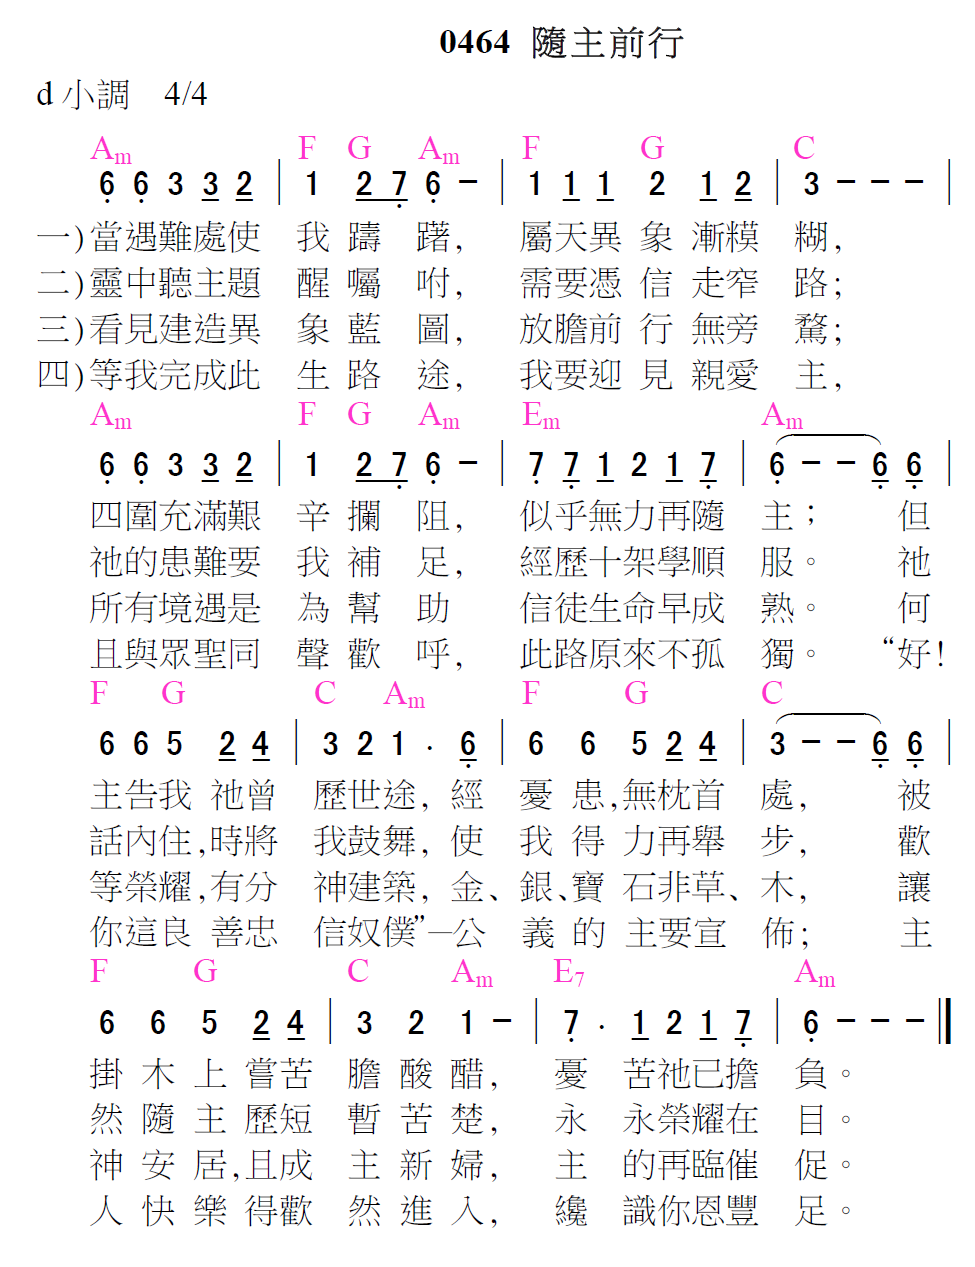 0464 隨主前行
d 小調 4/4
Am F G Am F G C
6 6 3 3 2 | 1 2 7 6 – | 1 1 1 2 1 2 | 3 – – – |
一)當遇難處使 我 躊 躇, 屬天異 象 漸糢 糊,
二)靈中聽主題 醒 囑 咐, 需要憑 信 走窄 路;
三)看見建造異 象 藍 圖, 放膽前 行 無旁 騖;
四)等我完成此 生 路 途, 我要迎 見 親愛 主,
Am F G Am Em Am
6 6 3 3 2 | 1 2 7 6 – | 7 7 1 2 1 7 | 6 – – 6 6 |
四圍充滿艱 辛 攔 阻, 似乎無力再隨 主; 但
祂的患難要 我 補 足, 經歷十架學順 服。 祂
所有境遇是 為 幫 助 信徒生命早成 熟。 何
且與眾聖同 聲 歡 呼, 此路原來不孤 獨。 “好!
F G C Am F G C
6 6 5 2 4 | 3 2 1 . 6 | 6 6 5 2 4 | 3 – – 6 6 |
主告我 祂曾 歷世途, 經 憂 患,無枕首 處, 被
話內住,時將 我鼓舞, 使 我 得 力再舉 步, 歡
等榮耀,有分 神建築, 金、銀、寶 石非草、木, 讓
你這良 善忠 信奴僕”—公 義 的 主要宣 佈; 主
F G C Am E7 Am
6 6 5 2 4 | 3 2 1 – | 7 . 1 2 1 7 | 6 – – – ‖
掛 木 上 嘗苦 膽 酸 醋, 憂 苦祂已擔 負。
然 隨 主 歷短 暫 苦 楚, 永 永榮耀在 目。
神 安 居,且成 主 新 婦, 主 的再臨催 促。
人 快 樂 得歡 然 進 入, 纔 識你恩豐 足。